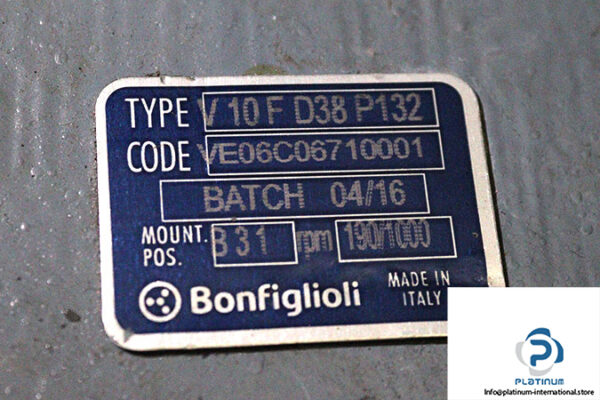 TYPE V 10 F D38 P132
CODE VE06C06710001
BATCH 04/16
MOUNT. POS. B 3 1 rpm 190/1000
Bonfiglioli
MADE IN ITALY
PLATINUM
Info@platinum-international.store